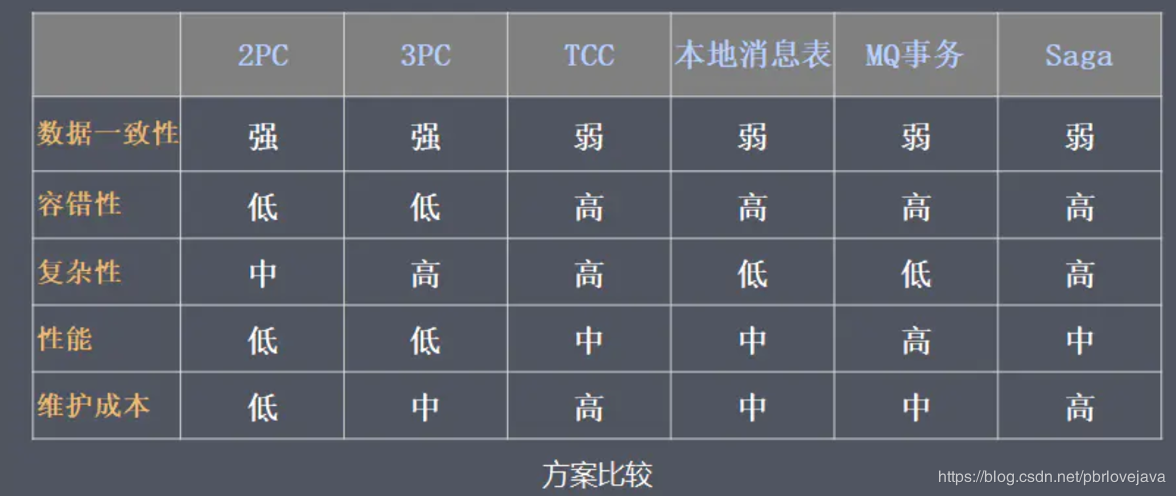 2PC 3PC TCC 本地消息表 MQ事务 Saga
数据一致性 强 强 弱 弱 弱 弱
容错性 低 低 高 高 高 高
复杂性 中 高 高 低 低 高
性能 低 低 中 中 高 中
维护成本 低 中 高 中 中 高
方案比较
https://blog.csdn.net/pbrlovejava